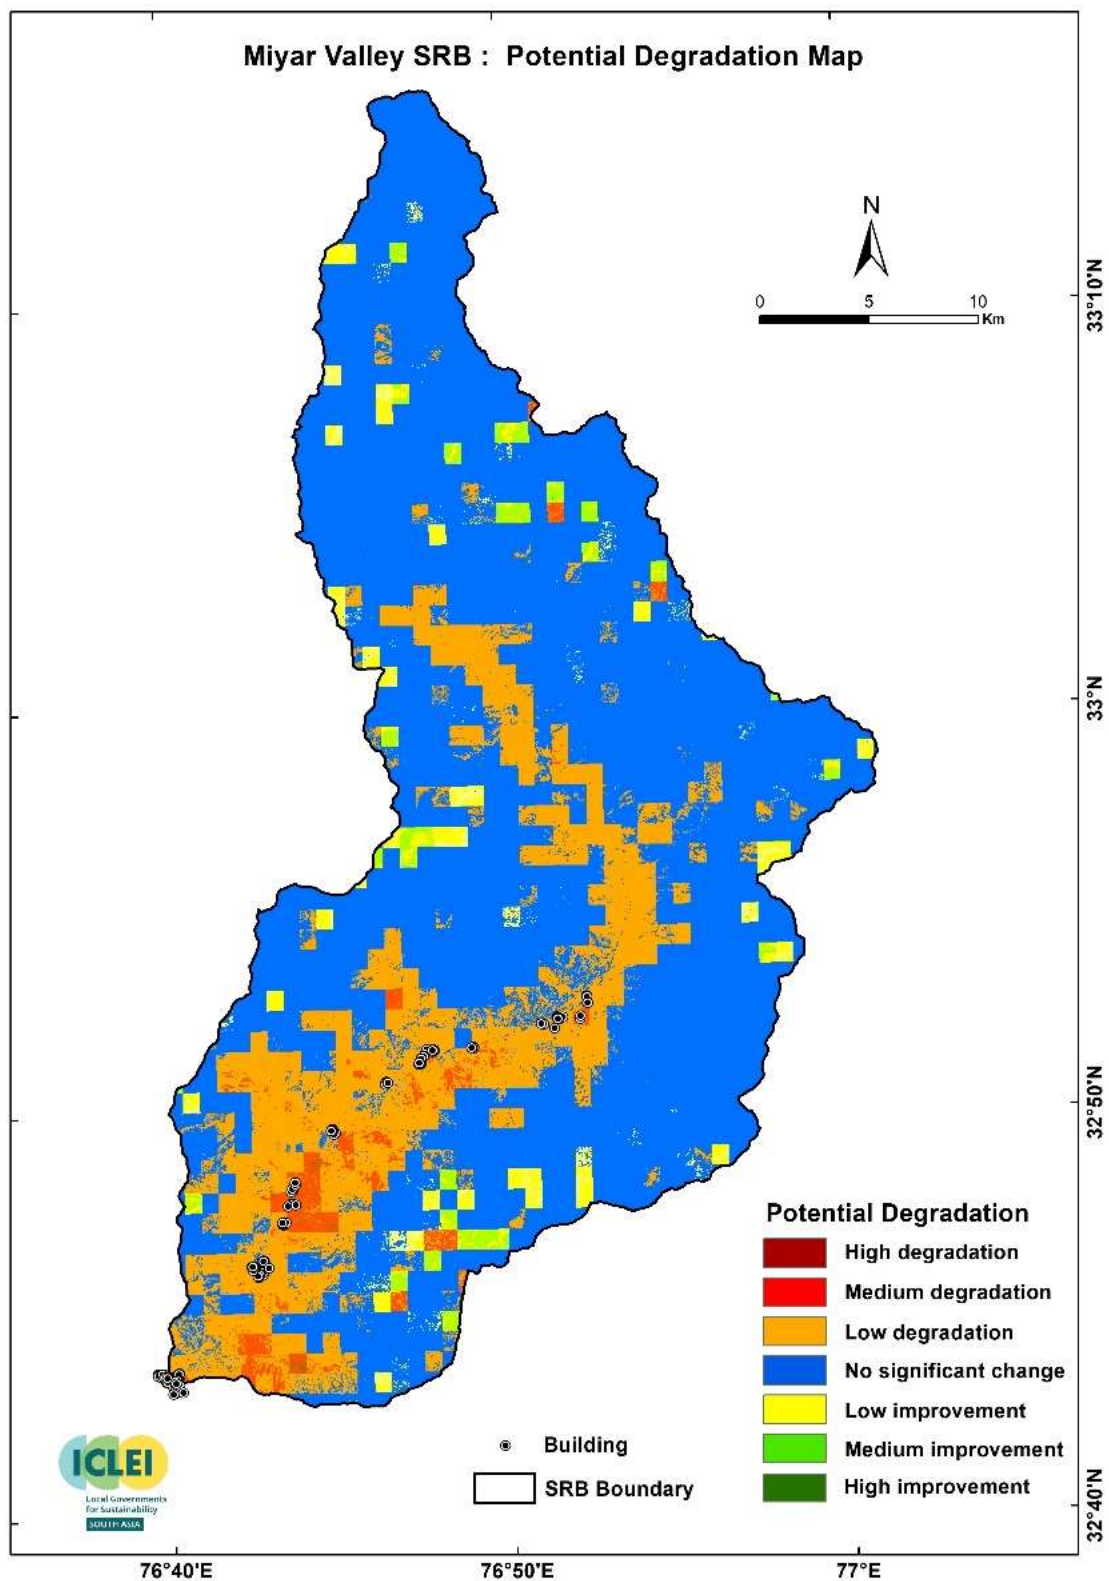 Miyar Valley SRB : Potential Degradation Map
N
0 5 10
Km
33°10'N
33°N
32°50'N
32°40'N
Potential Degradation
High degradation
Medium degradation
Low degradation
No significant change
Low improvement
Medium improvement
High improvement
Building
SRB Boundary
ICLEI
Local Governments
for Sustainability
SOUTH ASIA
76°40'E 76°50'E 77°E